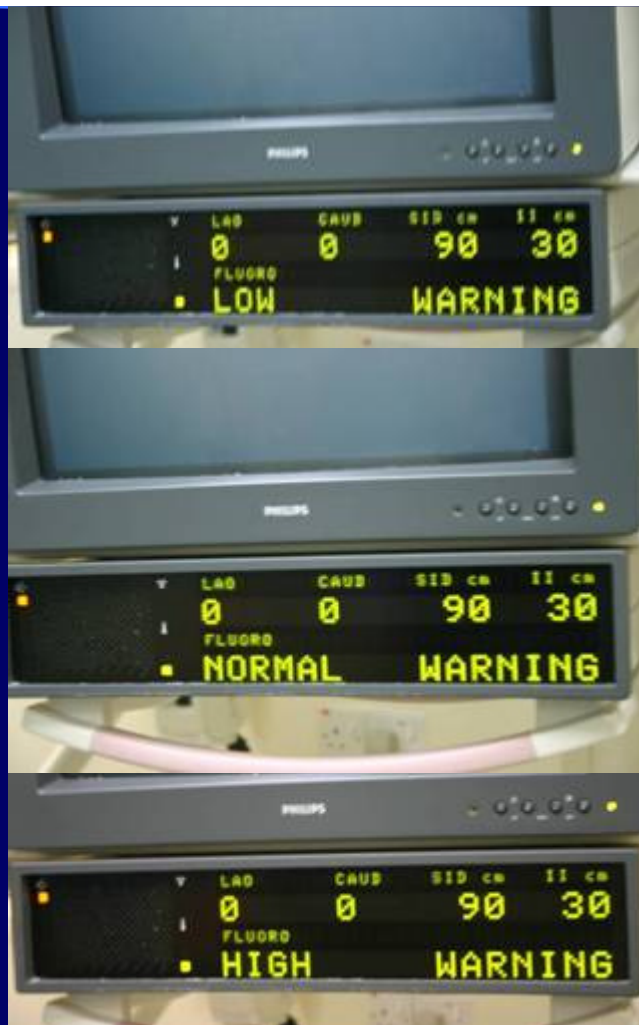 PHILIPS
LAO CAUD SID cm II cm
0 0 90 30
FLUORO
LOW WARNING
PHILIPS
LAO CAUD SID cm II cm
0 0 90 30
FLUORO
NORMAL WARNING
PHILIPS
LAO CAUD SID cm II cm
0 0 90 30
FLUORO
HIGH WARNING